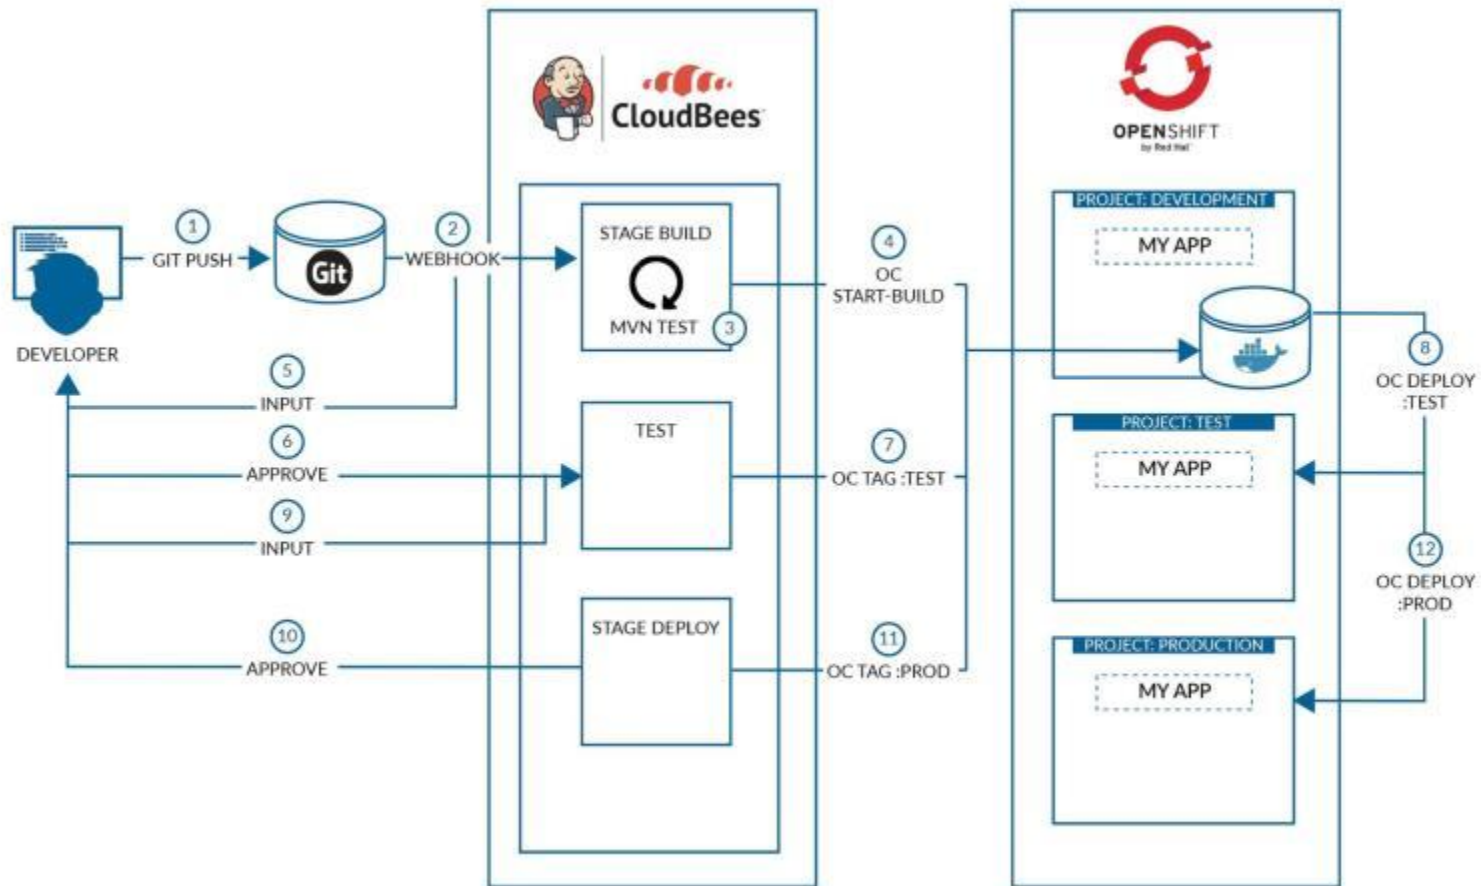 CloudBees
OPENSHIFT
by Red Hat
1
GIT PUSH
Git
2
WEBHOOK
DEVELOPER
STAGE BUILD
MVN TEST
3
4
OC
START-BUILD
PROJECT: DEVELOPMENT
MY APP
5
INPUT
6
APPROVE
TEST
7
OC TAG :TEST
PROJECT: TEST
MY APP
8
OC DEPLOY
:TEST
9
INPUT
10
APPROVE
STAGE DEPLOY
11
OC TAG :PROD
PROJECT: PRODUCTION
MY APP
12
OC DEPLOY
:PROD